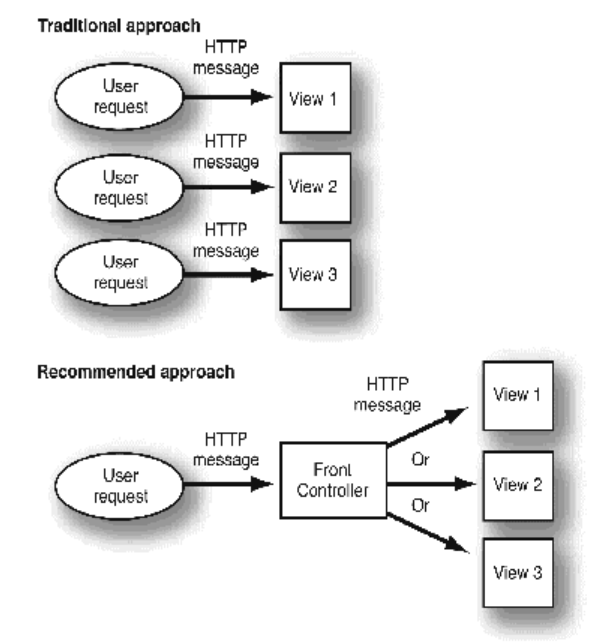 Traditional approach
HTTP
message
User
request
View 1
HTTP
message
User
request
View 2
HTTP
message
User
request
View 3
Recommended approach
HTTP
message
View 1
HTTP
message
User
request
Front
Controller
Or
View 2
Or
View 3